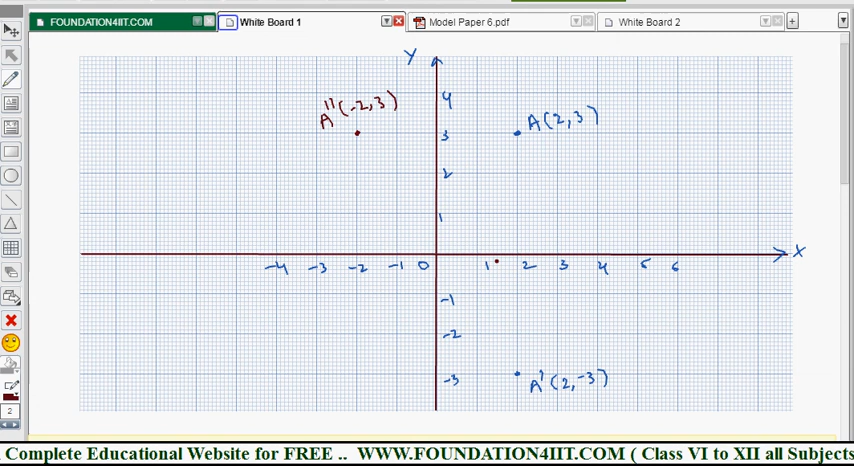 FOUNDATION4IIT.COM
White Board 1
Model Paper 6.pdf
White Board 2
Y
4
A"(-2,3)
A(2,3)
3
2
1
X
-4 -3 -2 -1 0 1 2 3 4 5 6
-1
-2
-3
A'(2,-3)
2
Complete Educational Website for FREE .. WWW.FOUNDATION4IIT.COM ( Class VI to XII all Subjects